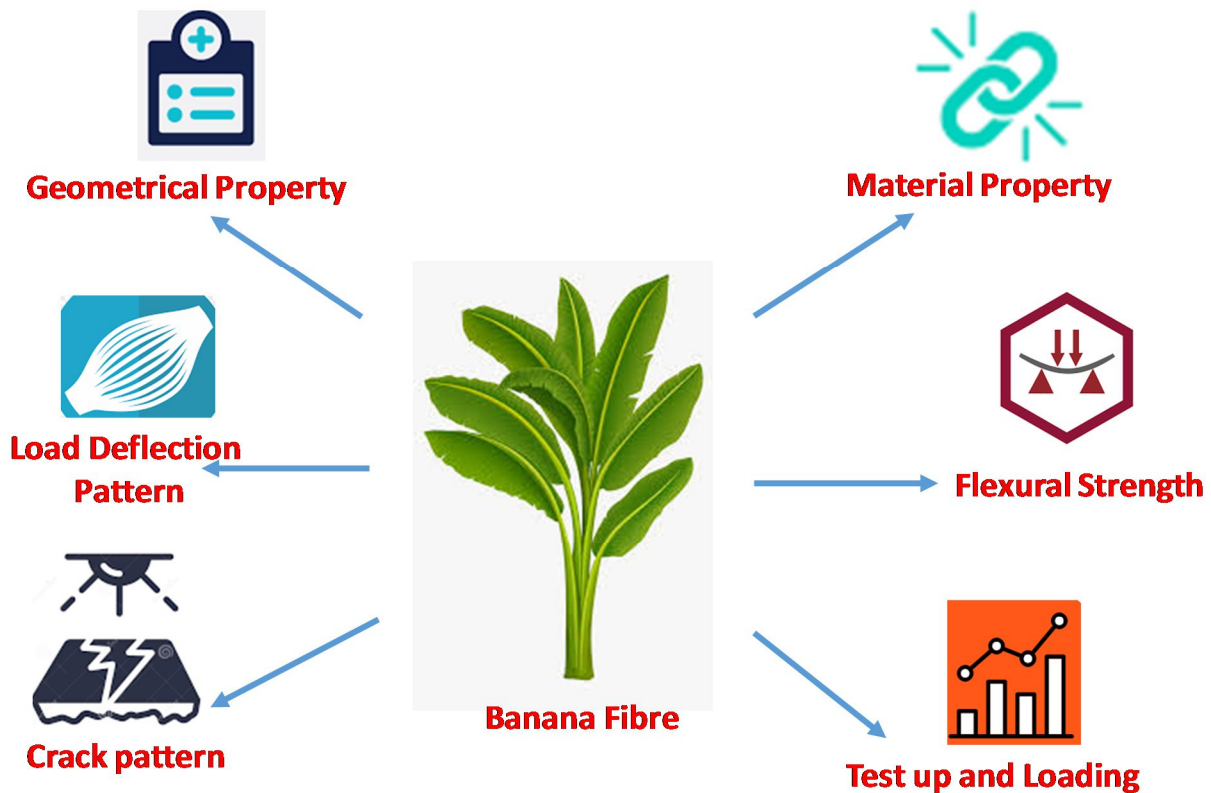 Geometrical Property
Material Property
Load Deflection
Pattern
Flexural Strength
Banana Fibre
Crack pattern
Test up and Loading